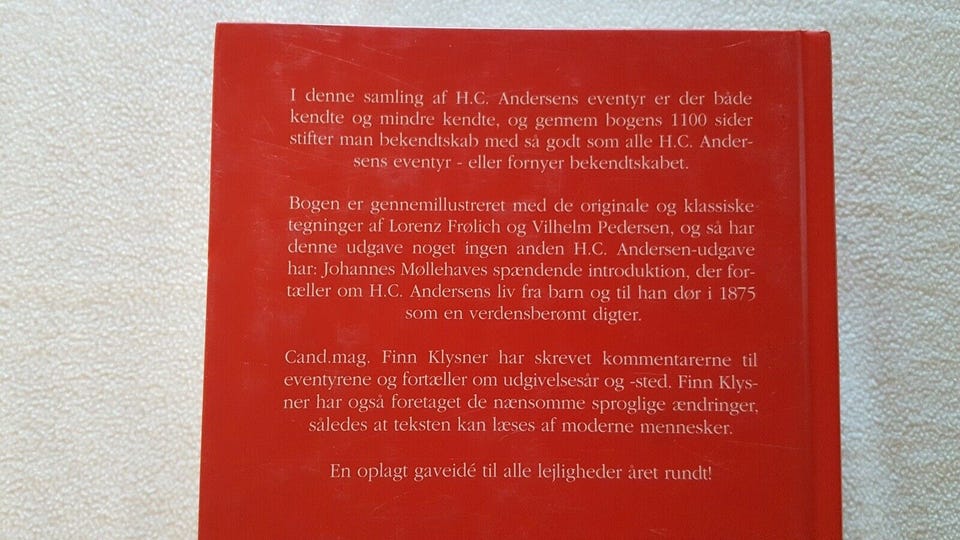 I denne samling af H.C. Andersens eventyr er der både
kendte og mindre kendte, og gennem bogens 1100 sider
stifter man bekendtskab med så godt som alle H.C. Ander-
sens eventyr - eller fornyer bekendtskabet.
Bogen er gennemillustreret med de originale og klassiske
tegninger af Lorenz Frølich og Vilhelm Pedersen, og så har
denne udgave noget ingen anden H.C. Andersen-udgave
har: Johannes Møllehaves spændende introduktion, der for-
tæller om H.C. Andersens liv fra barn og til han dør i 1875
som en verdensberømt digter.
Cand.mag. Finn Klysner har skrevet kommentarerne til
eventyrene og fortæller om udgivelsesår og -sted. Finn Klys-
ner har også foretaget de nænsomme sproglige ændringer,
således at teksten kan læses af moderne mennesker.
En oplagt gaveidé til alle lejligheder året rundt!